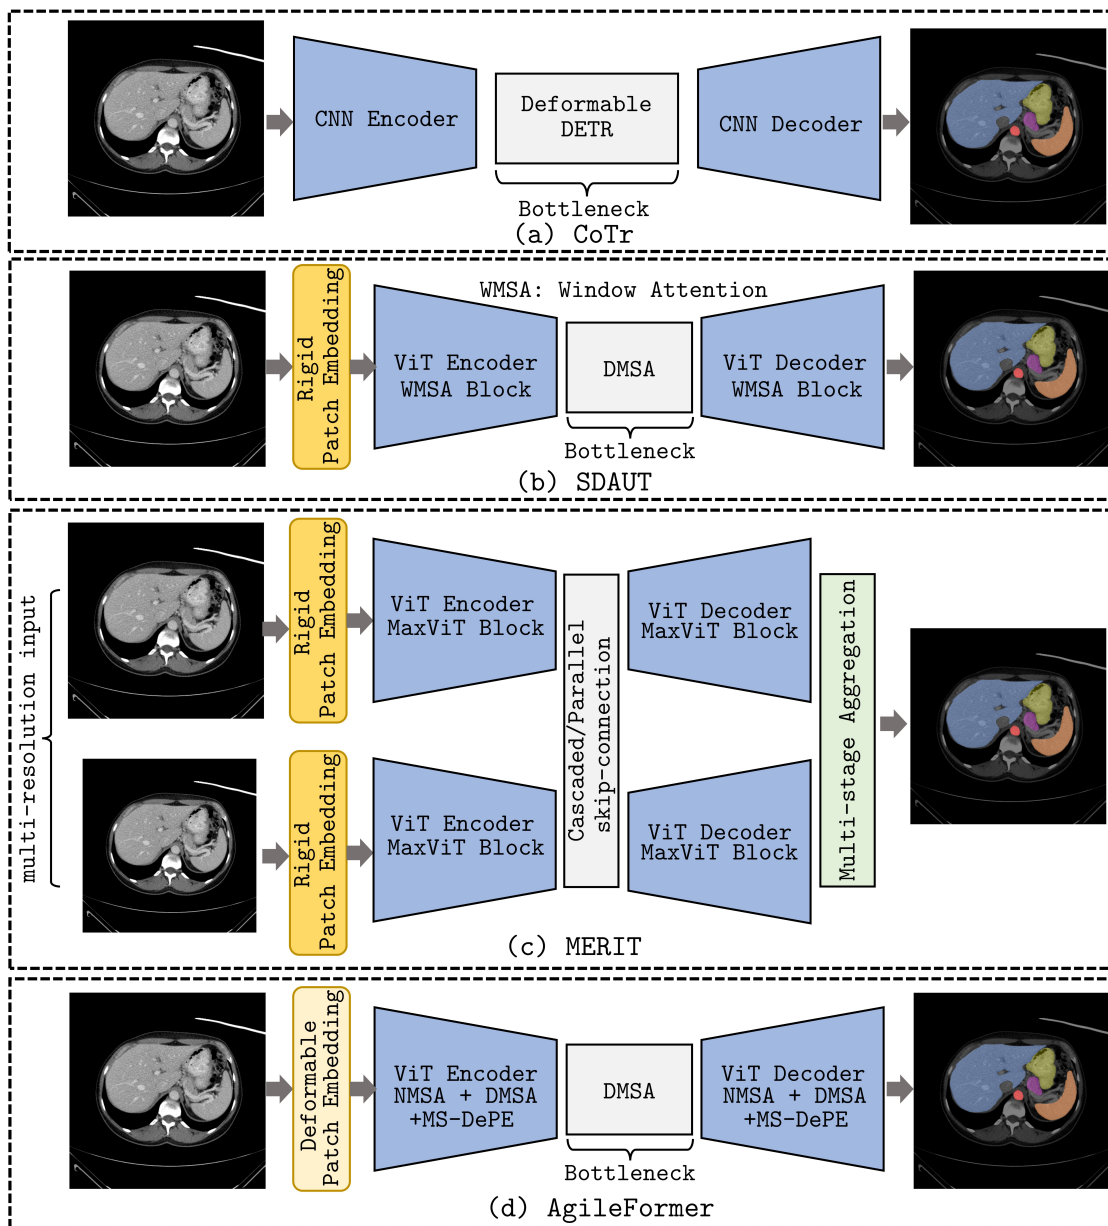 CNN Encoder
Deformable
DETR
CNN Decoder
Bottleneck
(a) CoTr
Rigid
Patch Embedding
WMSA: Window Attention
ViT Encoder
WMSA Block
DMSA
ViT Decoder
WMSA Block
Bottleneck
(b) SDAUT
multi-resolution input
Rigid
Patch Embedding
ViT Encoder
MaxViT Block
Cascaded/Parallel
skip-connection
ViT Decoder
MaxViT Block
Multi-stage Aggregation
Rigid
Patch Embedding
ViT Encoder
MaxViT Block
ViT Decoder
MaxViT Block
(c) MERIT
Deformable
Patch Embedding
ViT Encoder
NMSA + DMSA
+MS-DePE
DMSA
ViT Decoder
NMSA + DMSA
+MS-DePE
Bottleneck
(d) AgileFormer